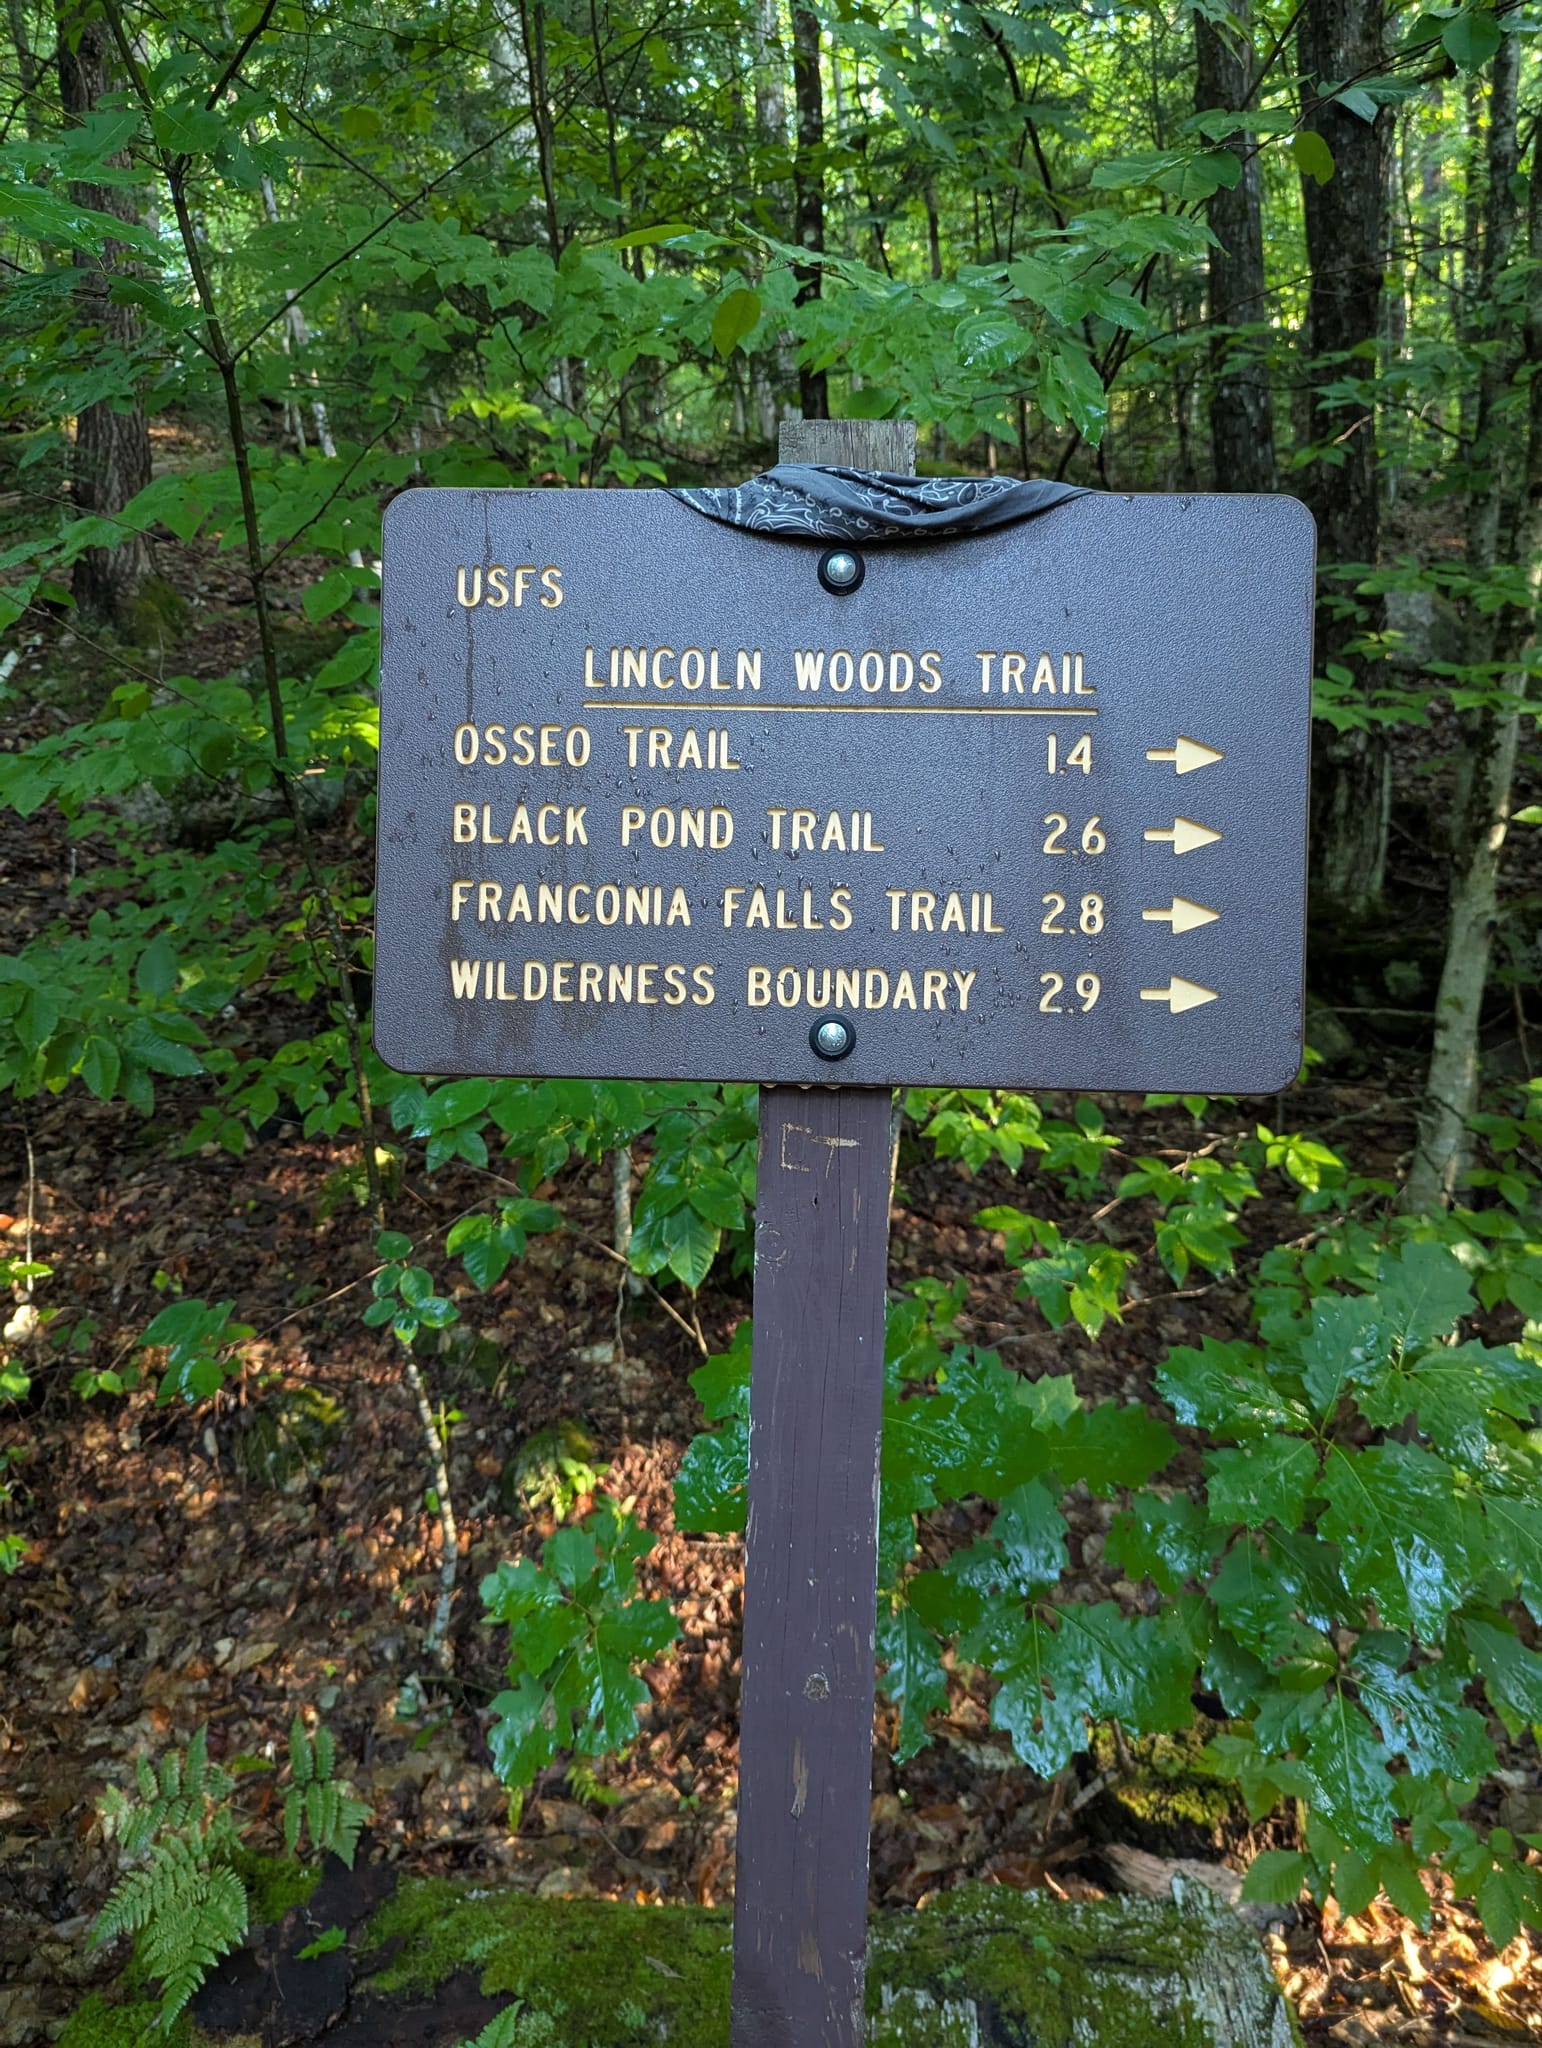 USFS
LINCOLN WOODS TRAIL
OSSEO TRAIL 1.4
BLACK POND TRAIL 2.6
FRANCONIA FALLS TRAIL 2.8
WILDERNESS BOUNDARY 2.9
ET